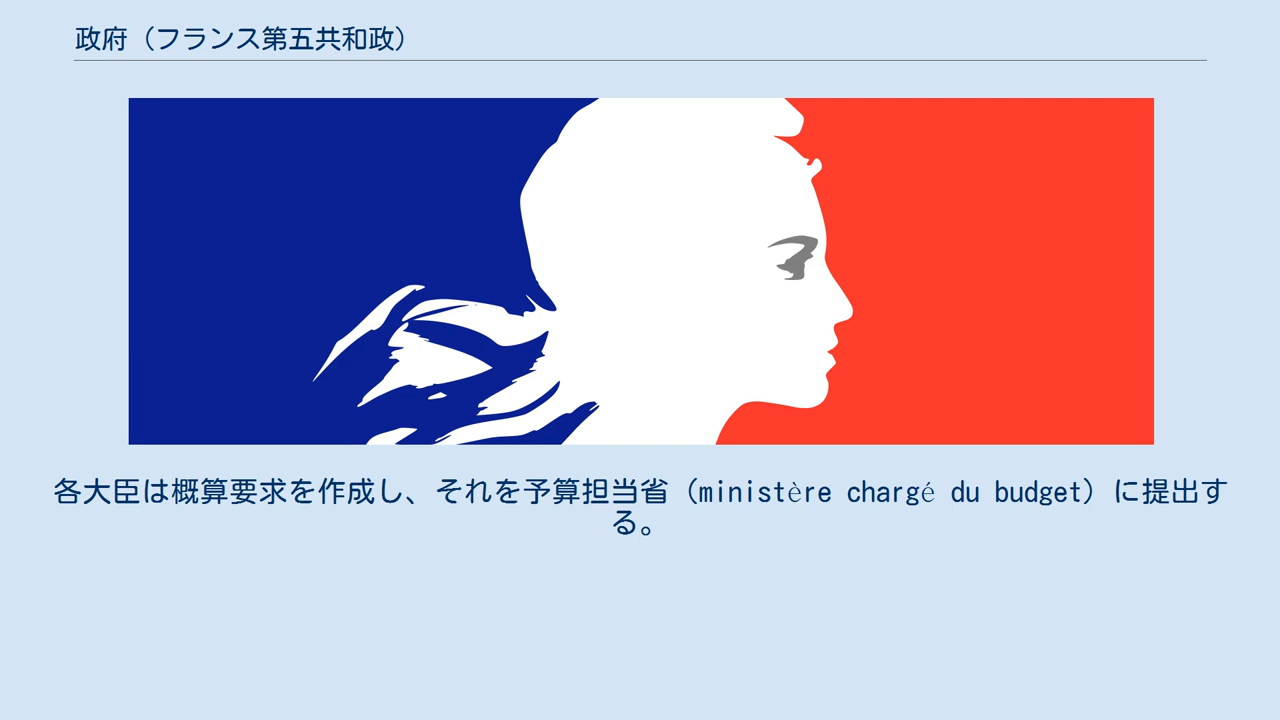 政府（フランス第五共和政）
各大臣は概算要求を作成し、それを予算担当省（ministère chargé du budget）に提出す
る。